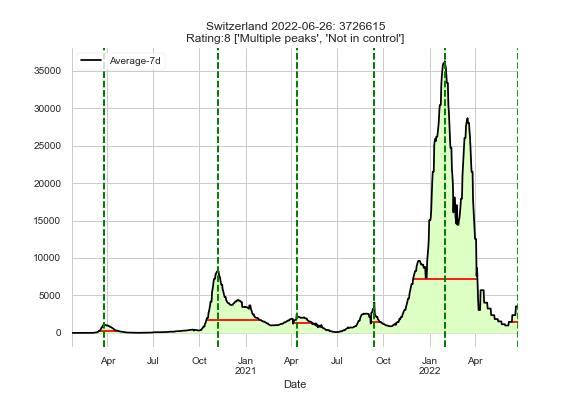 Switzerland 2022-06-26: 3726615
Rating:8 ['Multiple peaks', 'Not in control']
Average-7d
35000
30000
25000
20000
15000
10000
5000
0
Apr Jul Oct Jan Apr Jul Oct Jan Apr
2021 2022
Date